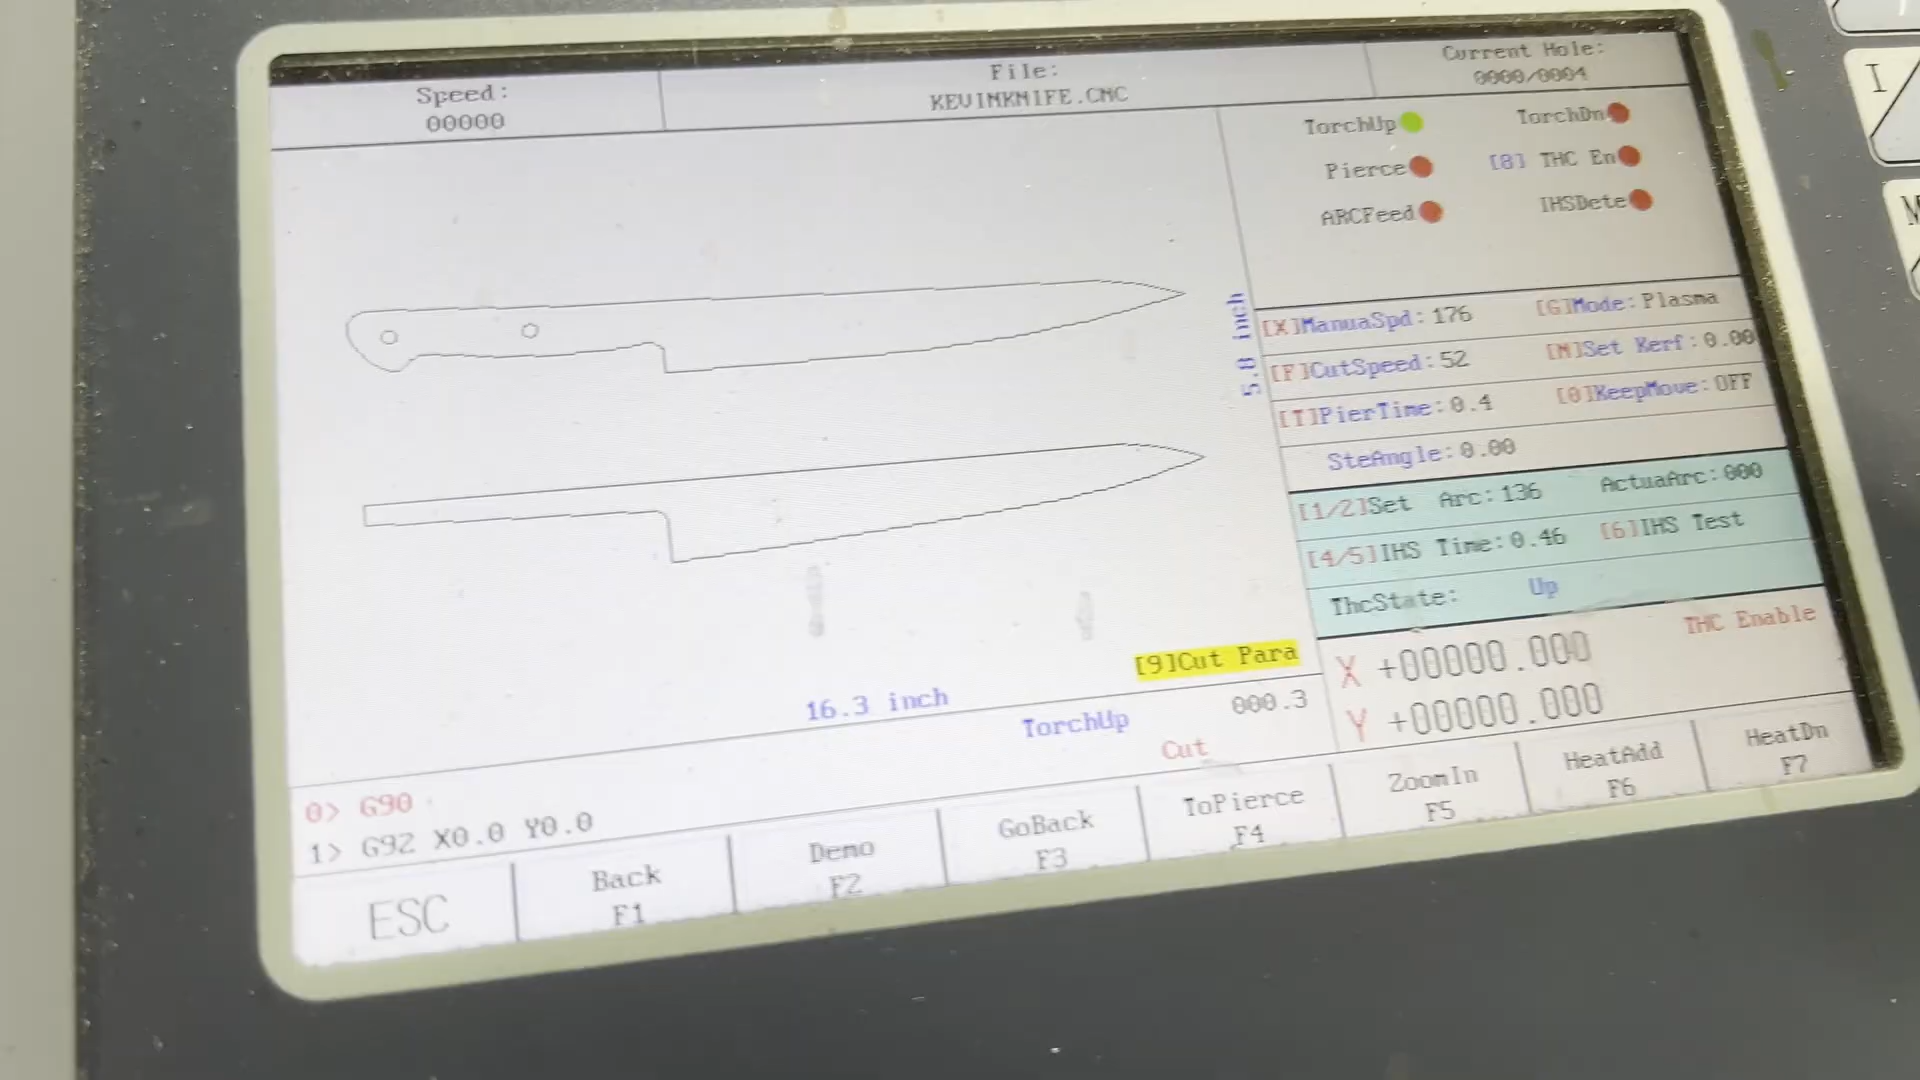 Speed:
00000
File:
KEVINKNIFE.CNC
Current Hole:
0000/0004
TorchUp
TorchDn
Pierce
[8] THC En
ARCFeed
IHSDete
5.8 inch
[X]ManuaSpd:176
[G]Mode:Plasma
[F]CutSpeed:52
[N]Set Kerf:0.00
[T]PierTime:0.4
[0]KeepMove:OFF
SteAngle:0.00
[1/2]Set Arc:136
ActuaArc:000
[4/5]IHS Time:0.46
[6]IHS Test
ThcState: Up
THC Enable
X +00000.000
Y +00000.000
[9]Cut Para
16.3 inch
TorchUp
000.3
Cut
0> G90
1> G92 X0.0 Y0.0
ESC
Back
F1
Demo
F2
GoBack
F3
ToPierce
F4
ZoomIn
F5
HeatAdd
F6
HeatDn
F7
I
M